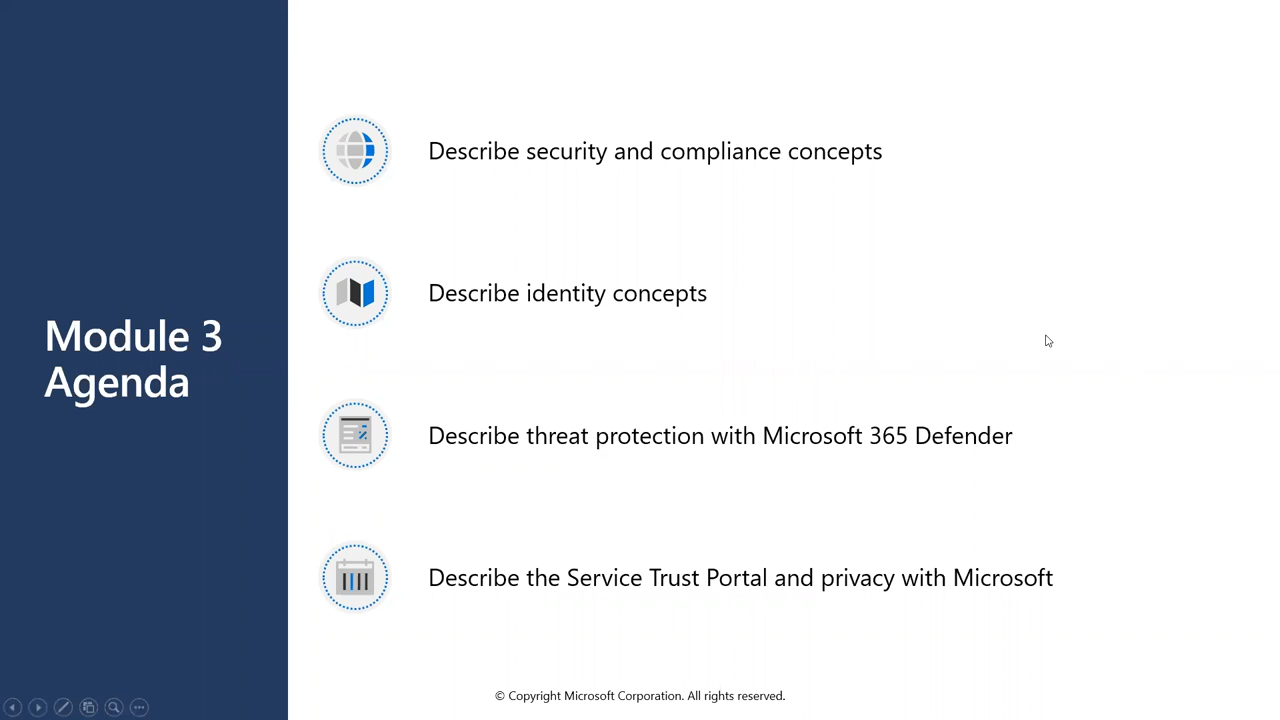 Module 3
Agenda
Describe security and compliance concepts
Describe identity concepts
Describe threat protection with Microsoft 365 Defender
Describe the Service Trust Portal and privacy with Microsoft
© Copyright Microsoft Corporation. All rights reserved.